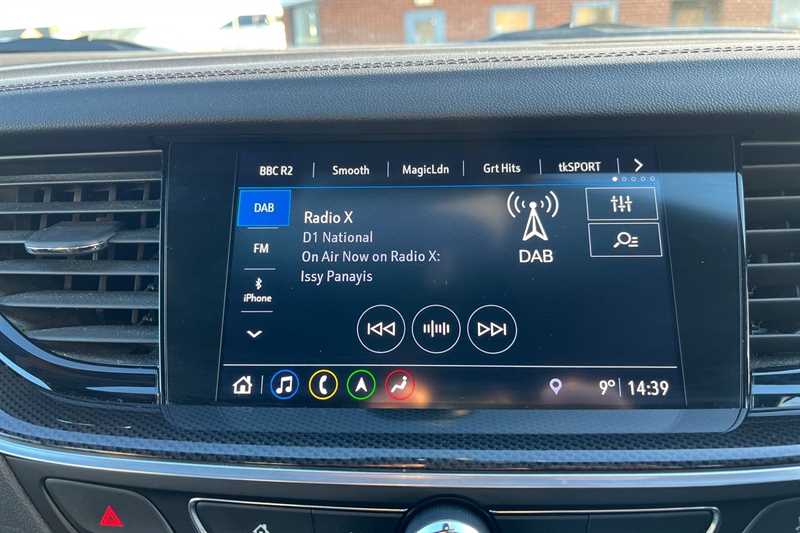 BBC R2 Smooth MagicLdn Grt Hits tkSPORT
DAB
FM
iPhone
Radio X
D1 National
On Air Now on Radio X:
Issy Panayis
DAB
9° 14:39